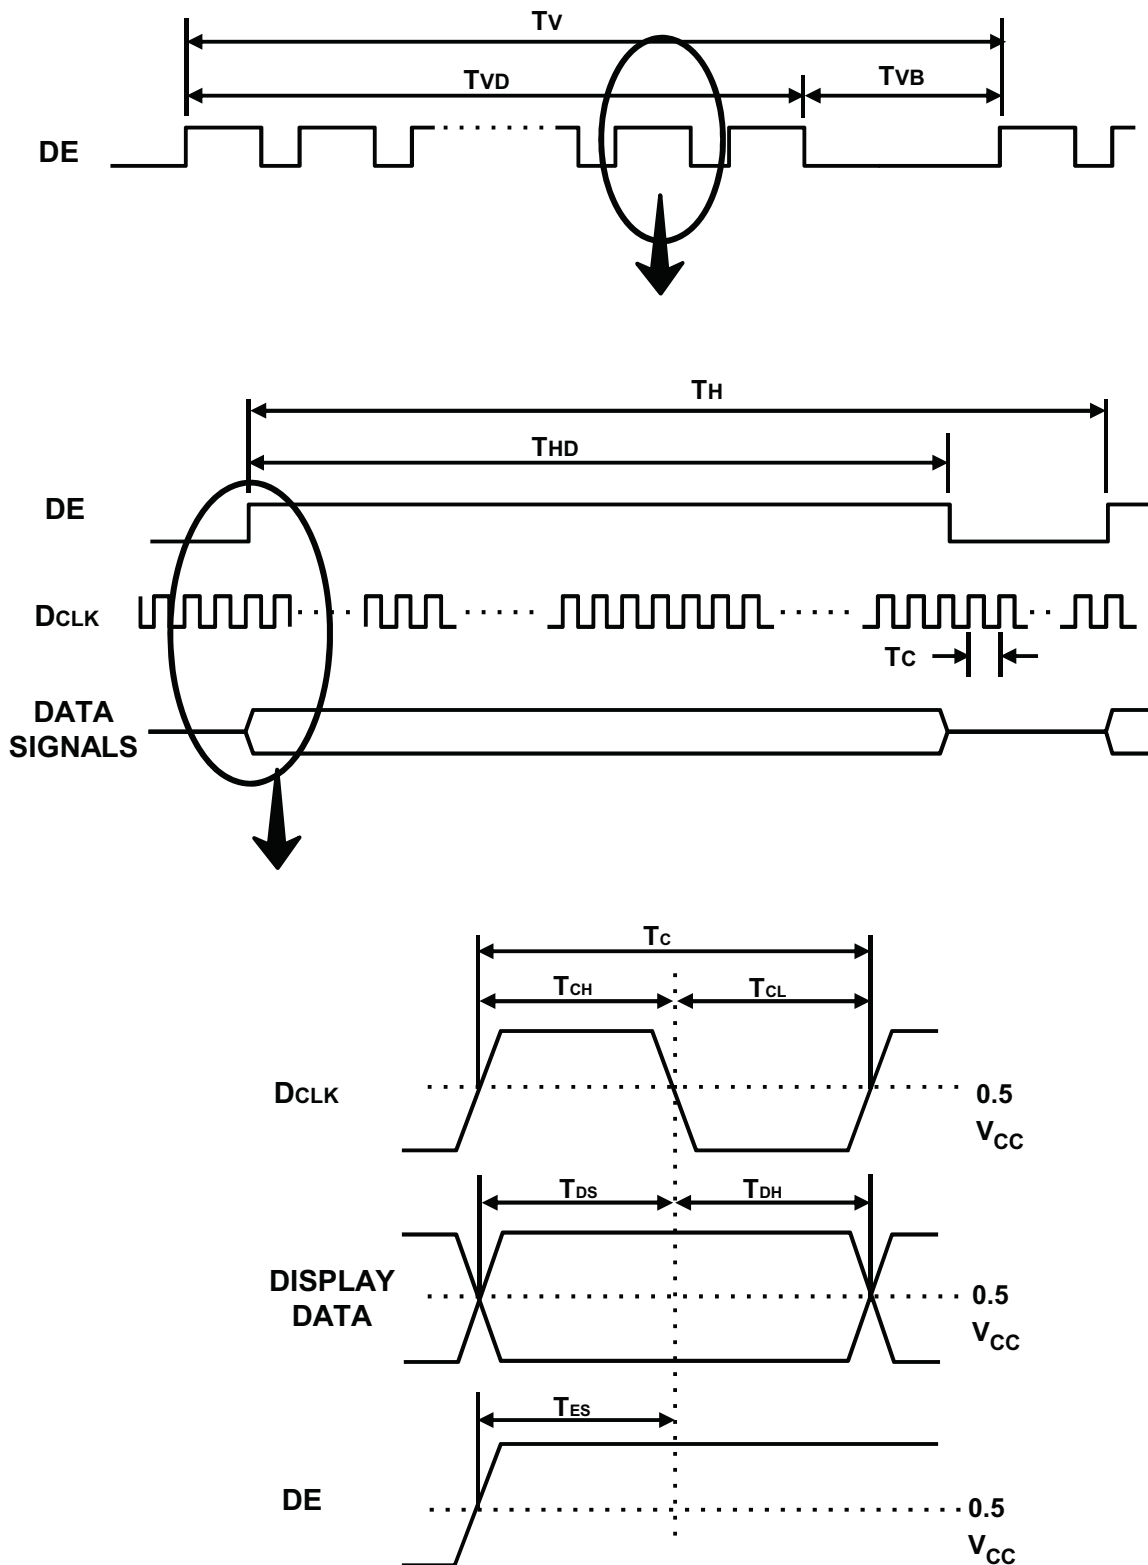 TV
TVD
TVB
DE
TH
THD
DE
DCLK
TC
DATA
SIGNALS
TC
TCH
TCL
DCLK
0.5
VCC
TDS
TDH
DISPLAY
DATA
0.5
VCC
TES
DE
0.5
VCC